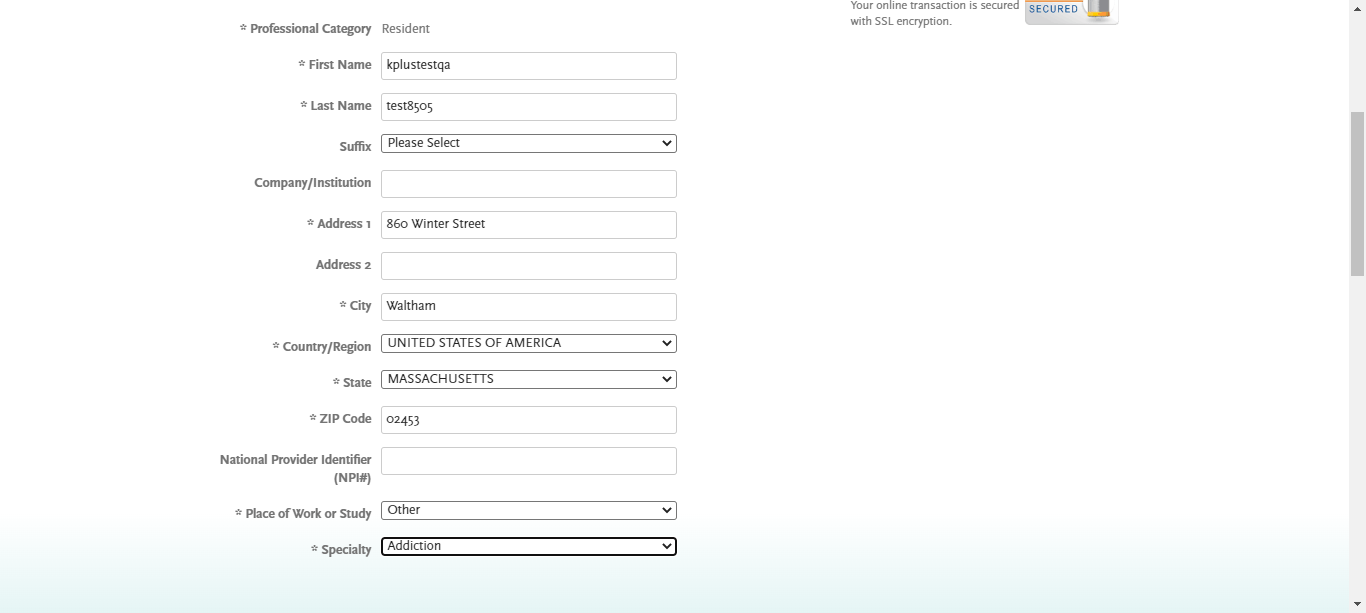 Your online transaction is secured
with SSL encryption.
SECURED
* Professional Category Resident
* First Name kplustestqa
* Last Name test8505
Suffix Please Select
Company/Institution
* Address 1 860 Winter Street
Address 2
* City Waltham
* Country/Region UNITED STATES OF AMERICA
* State MASSACHUSETTS
* ZIP Code 02453
National Provider Identifier
(NPI#)
* Place of Work or Study Other
* Specialty Addiction